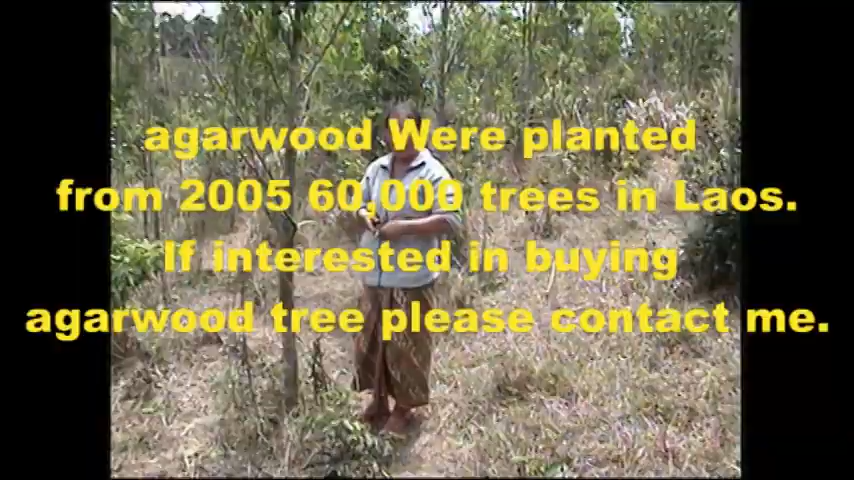 agarwood Were planted
from 2005 60,000 trees in Laos.
If interested in buying
agarwood tree please contact me.